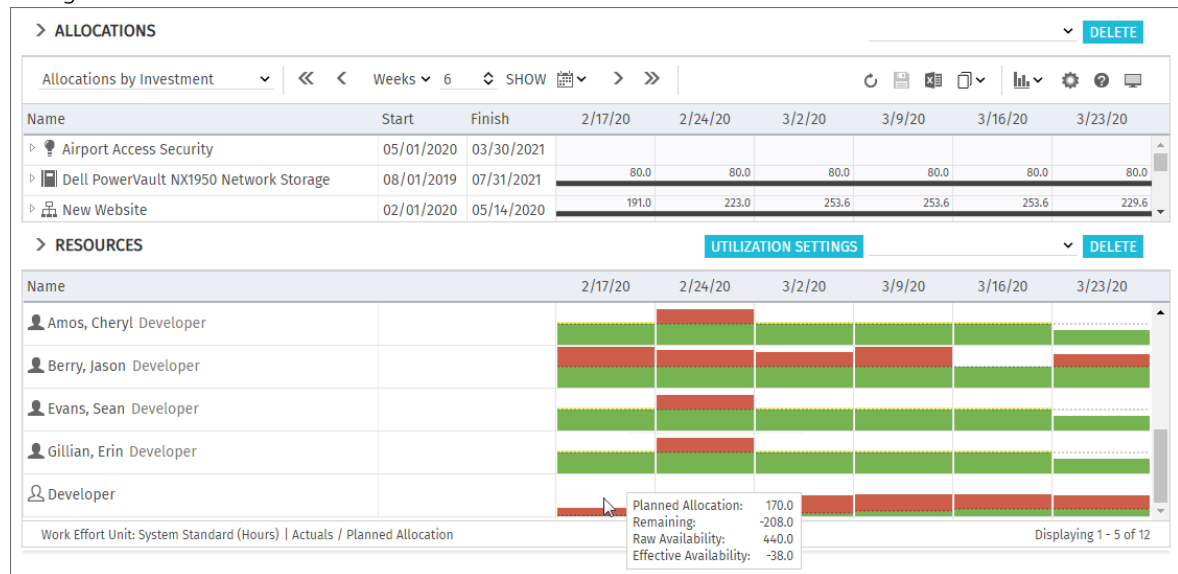 ALLOCATIONS DELETE
Allocations by Investment Weeks 6 SHOW
Name Start Finish 2/17/20 2/24/20 3/2/20 3/9/20 3/16/20 3/23/20
Airport Access Security 05/01/2020 03/30/2021
Dell PowerVault NX1950 Network Storage 08/01/2019 07/31/2021 80.0 80.0 80.0 80.0 80.0 80.0
New Website 02/01/2020 05/14/2020 191.0 223.0 253.6 253.6 253.6 229.6
RESOURCES UTILIZATION SETTINGS DELETE
Name 2/17/20 2/24/20 3/2/20 3/9/20 3/16/20 3/23/20
Amos, Cheryl Developer
Berry, Jason Developer
Evans, Sean Developer
Gillian, Erin Developer
Developer
Planned Allocation: 170.0
Remaining: -208.0
Raw Availability: 440.0
Effective Availability: -38.0
Work Effort Unit: System Standard (Hours) | Actuals / Planned Allocation Displaying 1 - 5 of 12